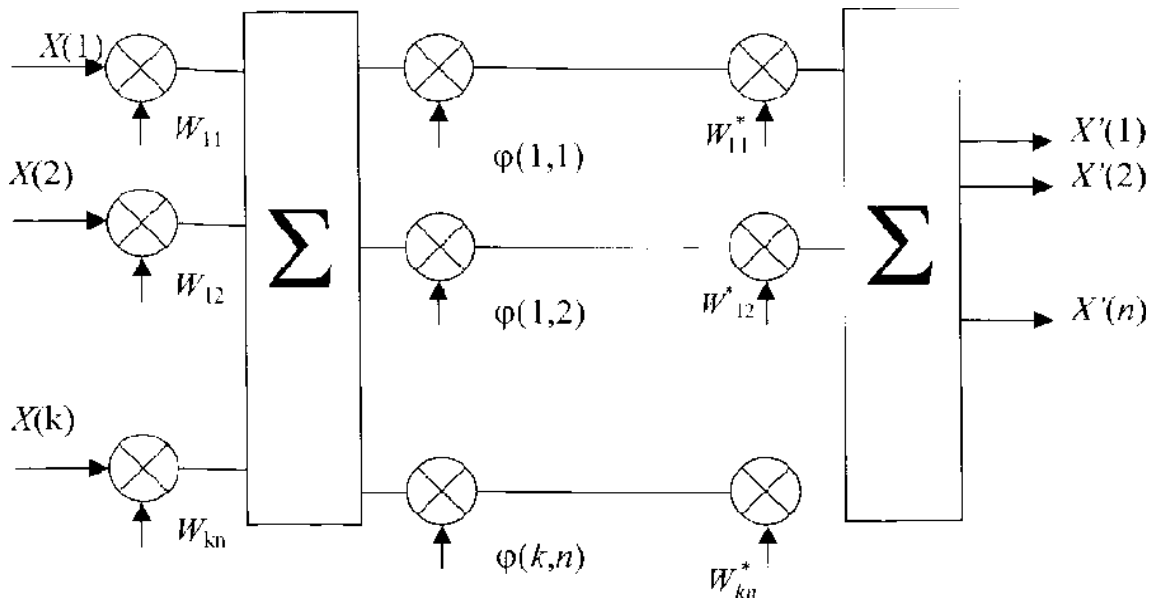 X(1)
W₁₁
φ(1,1)
W*₁₁
X'(1)
X(2)
X'(2)
Σ
Σ
W₁₂
φ(1,2)
W*₁₂
X'(n)
X(k)
Wₖₙ
φ(k,n)
W*ₖₙ